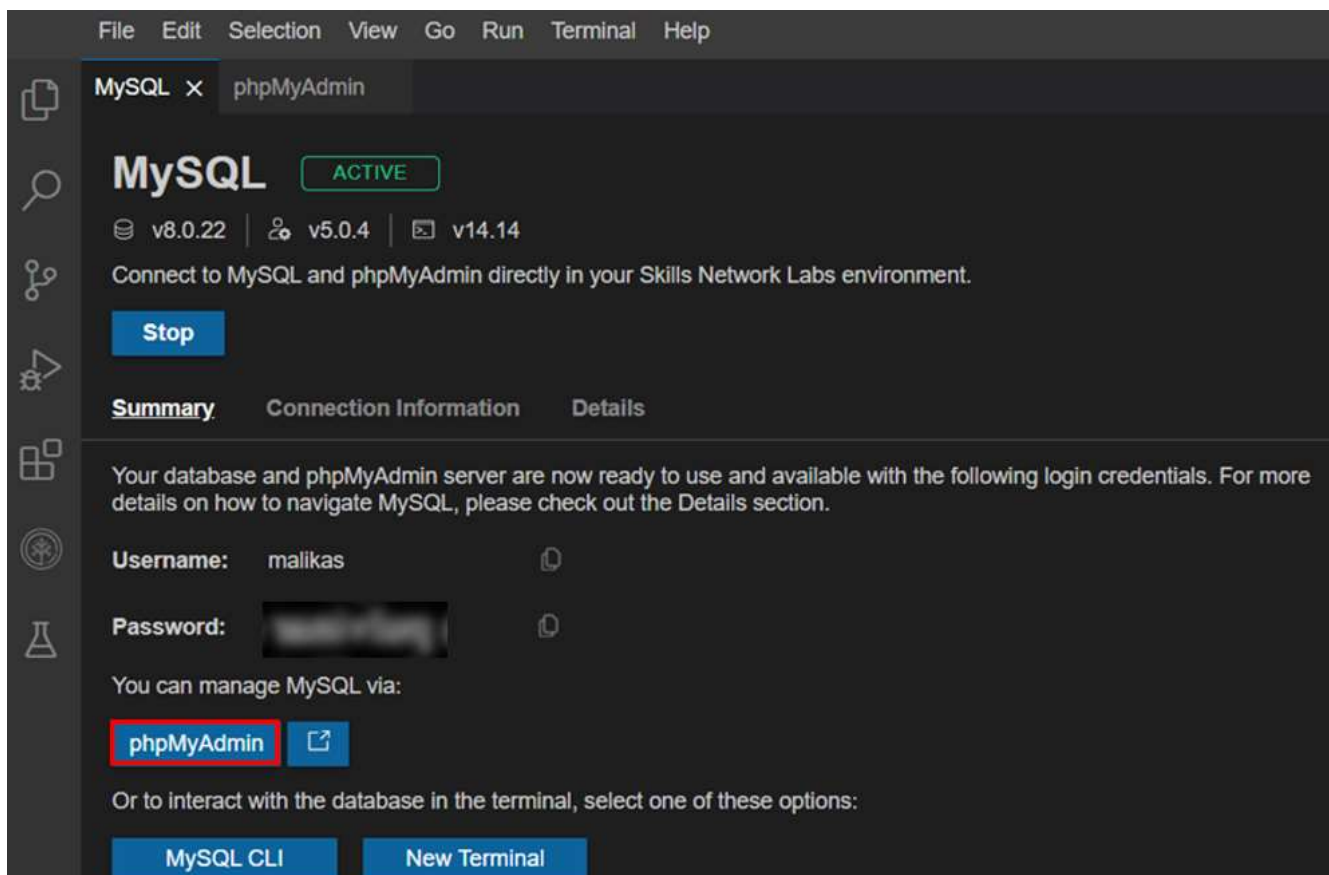 File Edit Selection View Go Run Terminal Help
MySQL phpMyAdmin
MySQL ACTIVE
v8.0.22 v5.0.4 v14.14
Connect to MySQL and phpMyAdmin directly in your Skills Network Labs environment.
Stop
Summary Connection Information Details
Your database and phpMyAdmin server are now ready to use and available with the following login credentials. For more
details on how to navigate MySQL, please check out the Details section.
Username: malikas
Password:
You can manage MySQL via:
phpMyAdmin
Or to interact with the database in the terminal, select one of these options:
MySQL CLI New Terminal